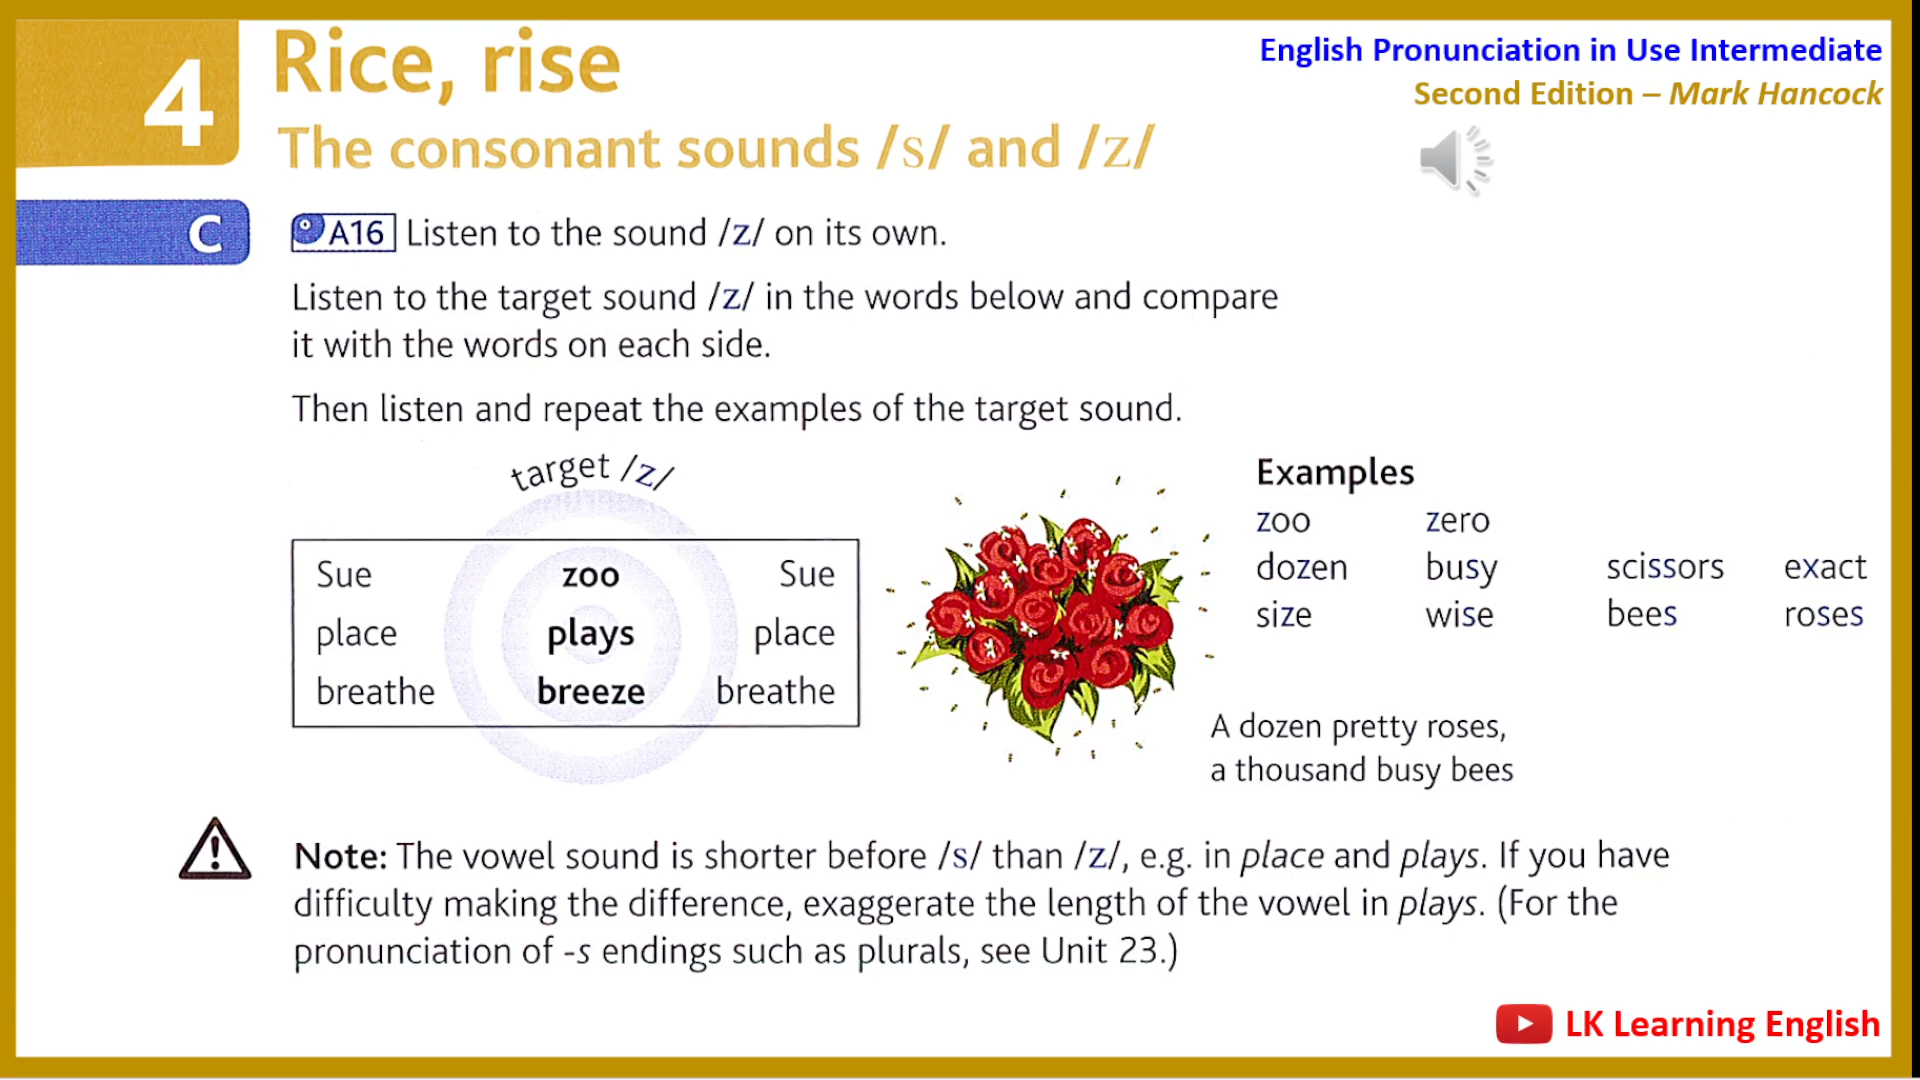 4
Rice, rise
The consonant sounds /s/ and /z/
English Pronunciation in Use Intermediate
Second Edition – Mark Hancock
C
A16 Listen to the sound /z/ on its own.
Listen to the target sound /z/ in the words below and compare
it with the words on each side.
Then listen and repeat the examples of the target sound.
target /z/
Sue zoo Sue
place plays place
breathe breeze breathe
Examples
zoo zero
dozen busy scissors exact
size wise bees roses
A dozen pretty roses,
a thousand busy bees
Note: The vowel sound is shorter before /s/ than /z/, e.g. in place and plays. If you have
difficulty making the difference, exaggerate the length of the vowel in plays. (For the
pronunciation of -s endings such as plurals, see Unit 23.)
LK Learning English